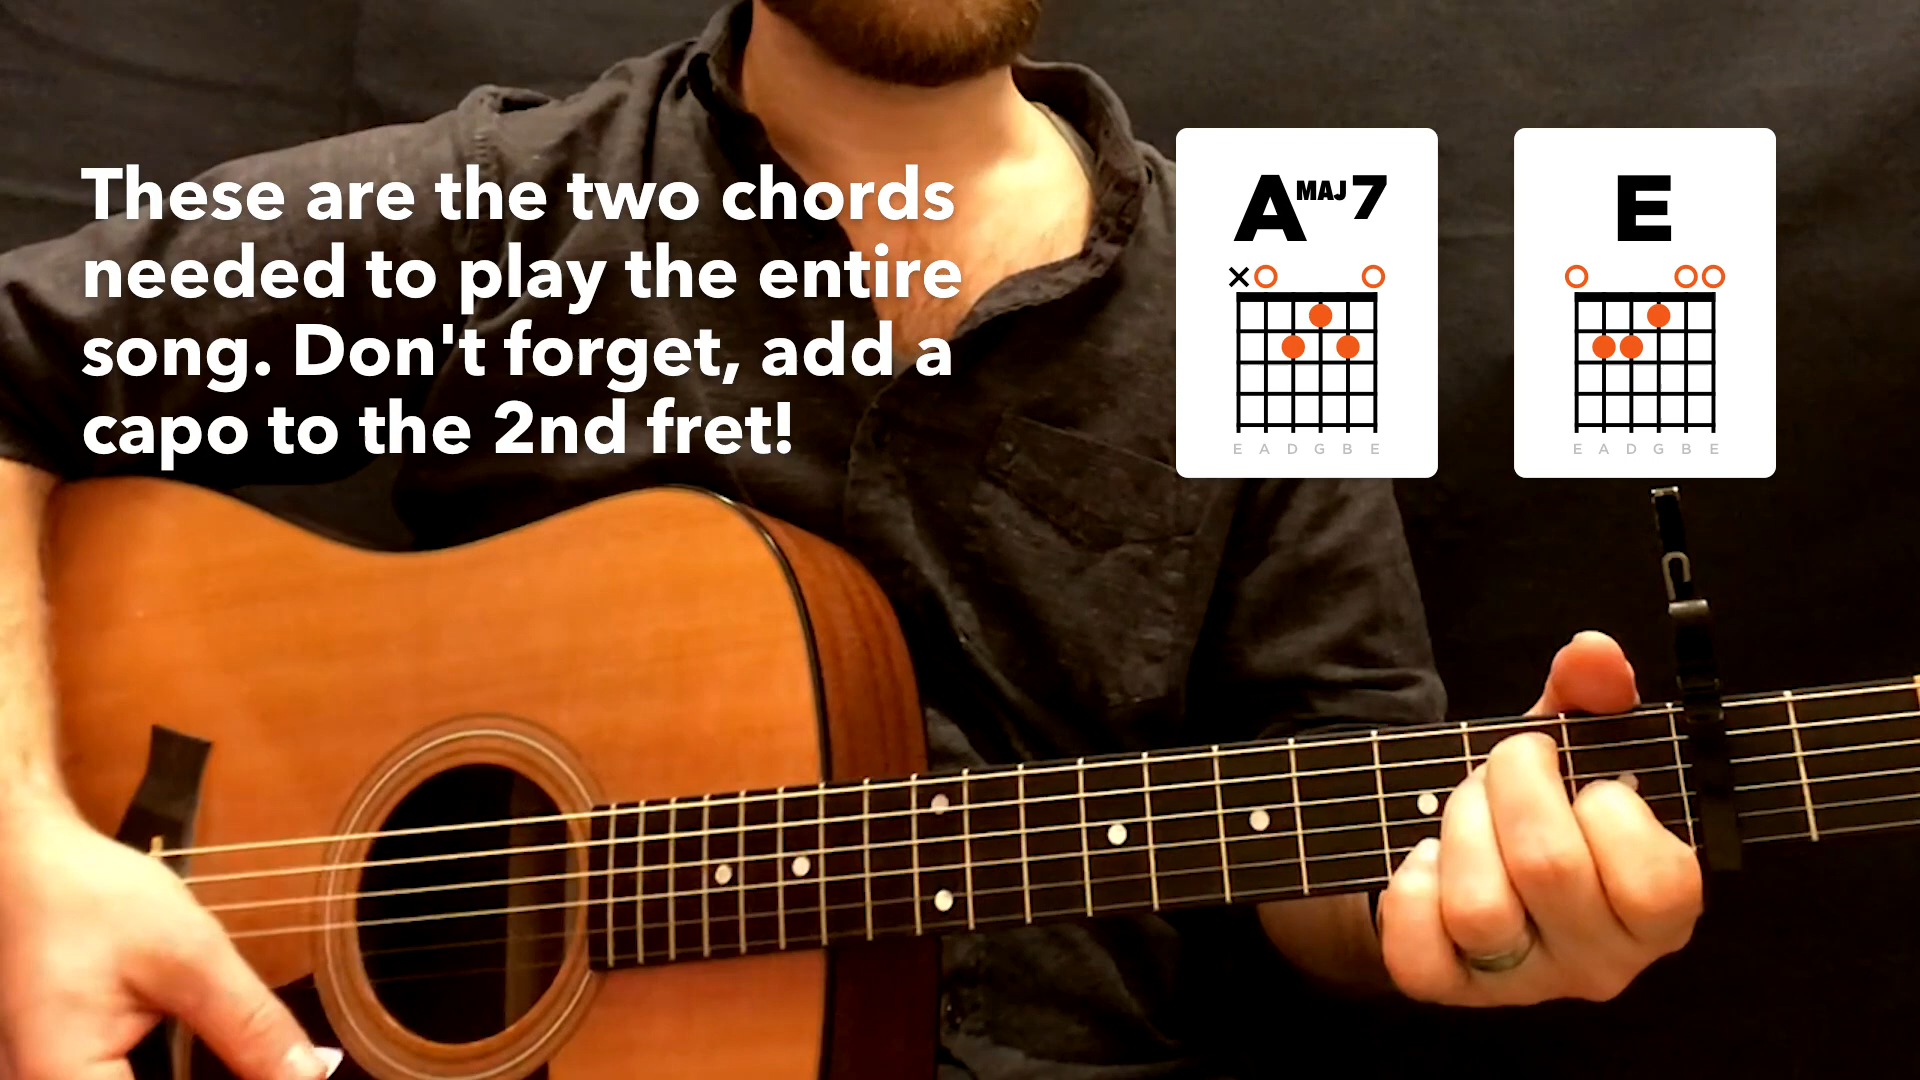 These are the two chords
needed to play the entire
song. Don't forget, add a
capo to the 2nd fret!
AMAJ7
×
E A D G B E
E
E A D G B E